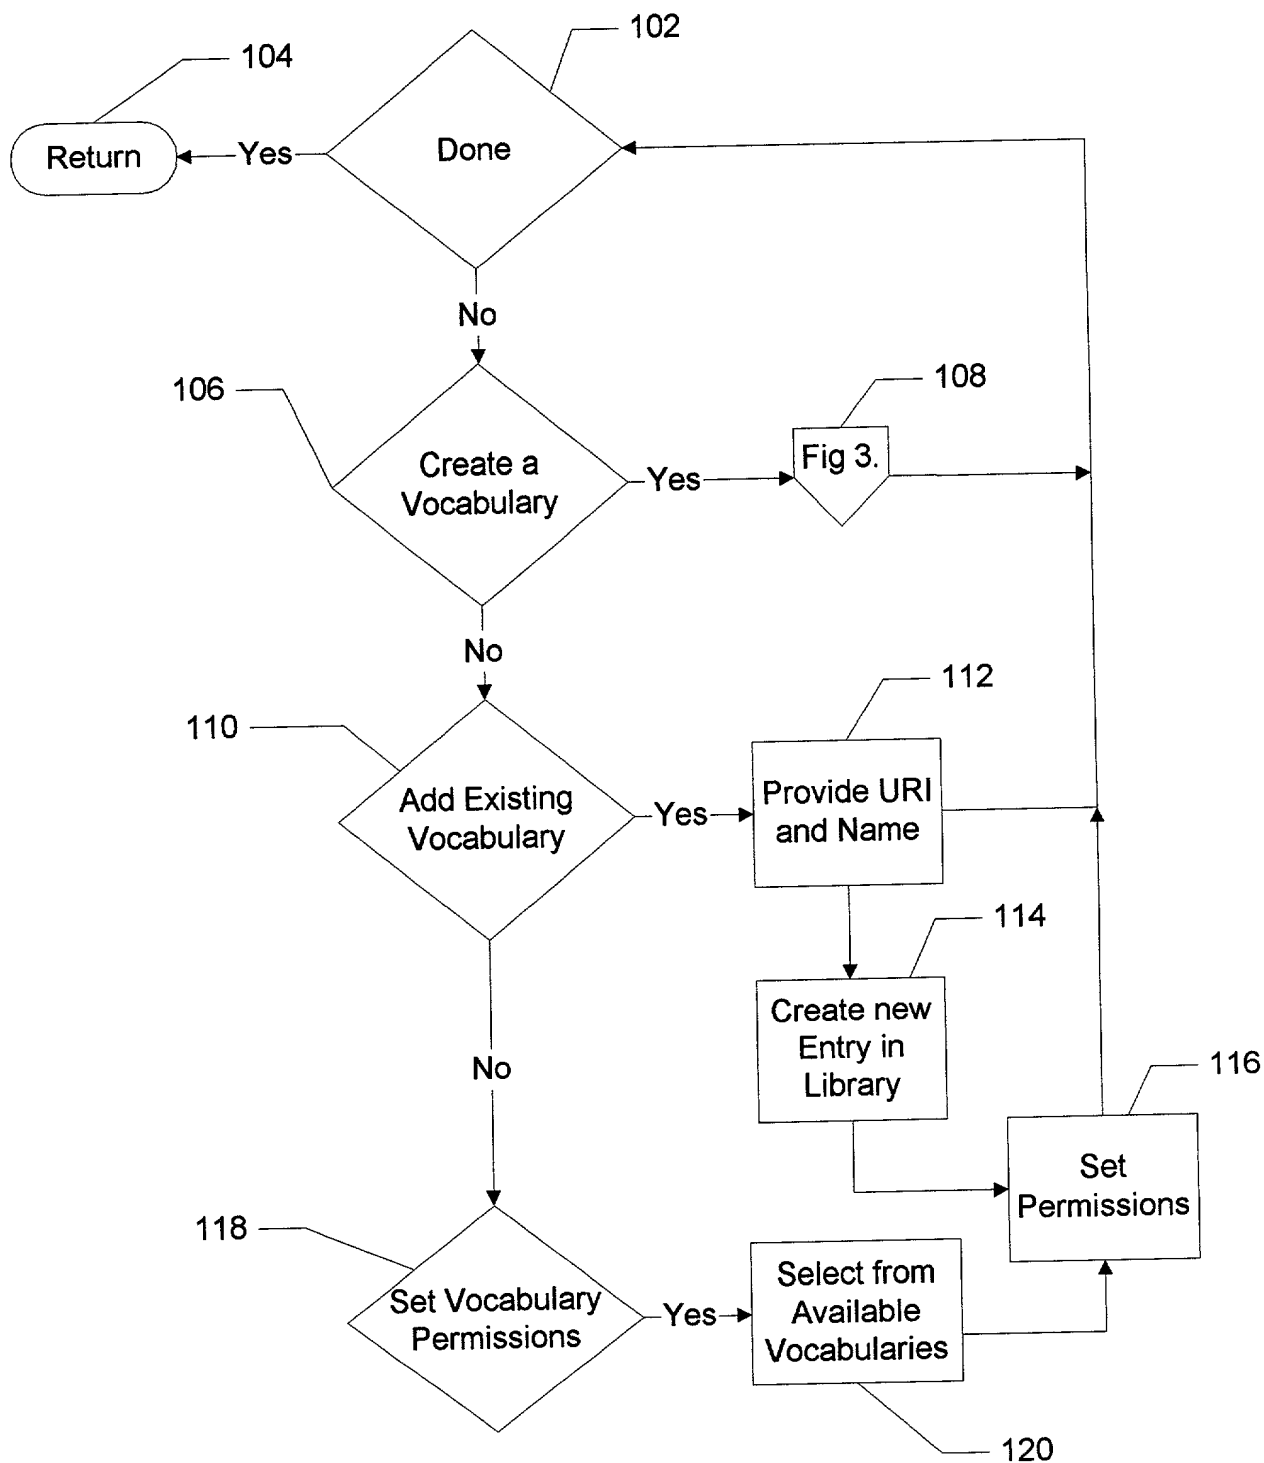 102
104
Return
Yes
Done
No
106
108
Create a
Vocabulary
Yes
Fig 3.
No
110
112
Add Existing
Vocabulary
Yes
Provide URI
and Name
114
Create new
Entry in
Library
No
116
Set
Permissions
118
Set Vocabulary
Permissions
Yes
Select from
Available
Vocabularies
120